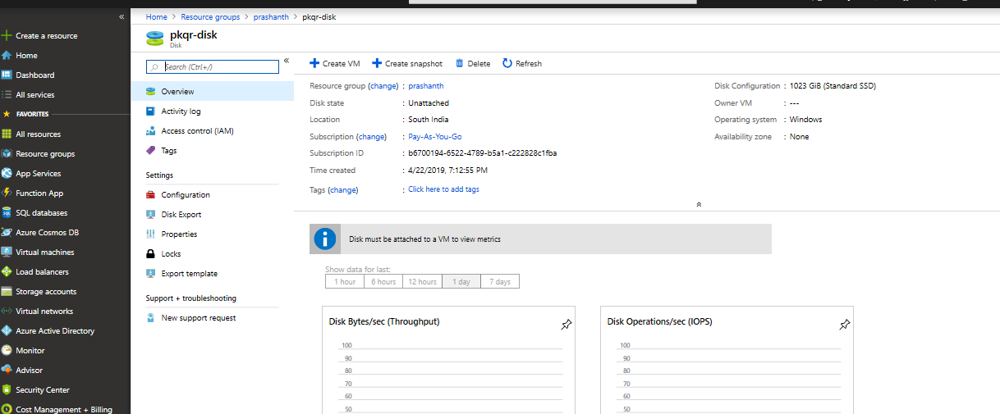 Home > Resource groups > prashanth > pkqr-disk
pkqr-disk
Disk
Create a resource
Home
Dashboard
All services
FAVORITES
All resources
Resource groups
App Services
Function App
SQL databases
Azure Cosmos DB
Virtual machines
Load balancers
Storage accounts
Virtual networks
Azure Active Directory
Monitor
Advisor
Security Center
Cost Management + Billing
Search (Ctrl+/)
Overview
Activity log
Access control (IAM)
Tags
Settings
Configuration
Disk Export
Properties
Locks
Export template
Support + troubleshooting
New support request
Create VM Create snapshot Delete Refresh
Resource group (change) : prashanth
Disk state : Unattached
Location : South India
Subscription (change) : Pay-As-You-Go
Subscription ID : b6700194-6522-4789-b5a1-c222828c1fba
Time created : 4/22/2019, 7:12:55 PM
Tags (change) : Click here to add tags
Disk Configuration : 1023 GiB (Standard SSD)
Owner VM : ---
Operating system : Windows
Availability zone : None
Disk must be attached to a VM to view metrics
Show data for last:
1 hour 6 hours 12 hours 1 day 7 days
Disk Bytes/sec (Throughput)
100
90
80
70
60
50
Disk Operations/sec (IOPS)
100
90
80
70
60
50